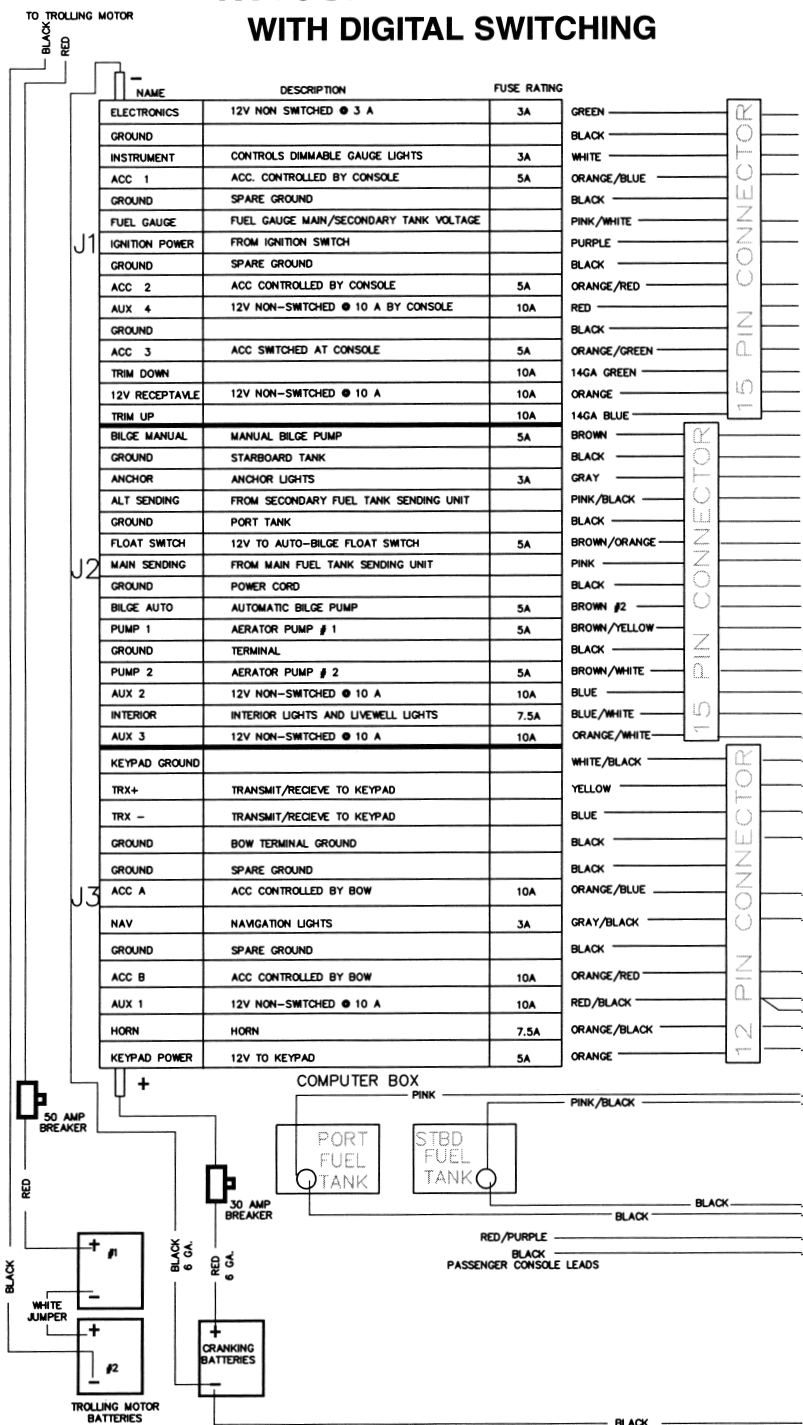 WITH DIGITAL SWITCHING
TO TROLLING MOTOR
BLACK
RED
−
NAME DESCRIPTION FUSE RATING
ELECTRONICS 12V NON SWITCHED @ 3 A 3A GREEN
GROUND BLACK
INSTRUMENT CONTROLS DIMMABLE GAUGE LIGHTS 3A WHITE
ACC 1 ACC. CONTROLLED BY CONSOLE 5A ORANGE/BLUE
GROUND SPARE GROUND BLACK
FUEL GAUGE FUEL GAUGE MAIN/SECONDARY TANK VOLTAGE PINK/WHITE
J1
IGNITION POWER FROM IGNITION SWITCH PURPLE
GROUND SPARE GROUND BLACK
ACC 2 ACC CONTROLLED BY CONSOLE 5A ORANGE/RED
AUX 4 12V NON-SWITCHED @ 10 A BY CONSOLE 10A RED
GROUND BLACK
ACC 3 ACC SWITCHED AT CONSOLE 5A ORANGE/GREEN
TRIM DOWN 10A 14GA GREEN
12V RECEPTAVLE 12V NON-SWITCHED @ 10 A 10A ORANGE
TRIM UP 10A 14GA BLUE
15 PIN CONNECTOR
BILGE MANUAL MANUAL BILGE PUMP 5A BROWN
GROUND STARBOARD TANK BLACK
ANCHOR ANCHOR LIGHTS 3A GRAY
ALT SENDING FROM SECONDARY FUEL TANK SENDING UNIT PINK/BLACK
GROUND PORT TANK BLACK
FLOAT SWITCH 12V TO AUTO-BILGE FLOAT SWITCH 5A BROWN/ORANGE
J2
MAIN SENDING FROM MAIN FUEL TANK SENDING UNIT PINK
GROUND POWER CORD BLACK
BILGE AUTO AUTOMATIC BILGE PUMP 5A BROWN #2
PUMP 1 AERATOR PUMP # 1 5A BROWN/YELLOW
GROUND TERMINAL BLACK
PUMP 2 AERATOR PUMP # 2 5A BROWN/WHITE
AUX 2 12V NON-SWITCHED @ 10 A 10A BLUE
INTERIOR INTERIOR LIGHTS AND LIVEWELL LIGHTS 7.5A BLUE/WHITE
AUX 3 12V NON-SWITCHED @ 10 A 10A ORANGE/WHITE
15 PIN CONNECTOR
KEYPAD GROUND WHITE/BLACK
TRX+ TRANSMIT/RECIEVE TO KEYPAD YELLOW
TRX − TRANSMIT/RECIEVE TO KEYPAD BLUE
GROUND BOW TERMINAL GROUND BLACK
GROUND SPARE GROUND BLACK
J3
ACC A ACC CONTROLLED BY BOW 10A ORANGE/BLUE
NAV NAVIGATION LIGHTS 3A GRAY/BLACK
GROUND SPARE GROUND BLACK
ACC B ACC CONTROLLED BY BOW 10A ORANGE/RED
AUX 1 12V NON-SWITCHED @ 10 A 10A RED/BLACK
HORN HORN 7.5A ORANGE/BLACK
KEYPAD POWER 12V TO KEYPAD 5A ORANGE
12 PIN CONNECTOR
+
COMPUTER BOX
PINK
PINK/BLACK
50 AMP
BREAKER
PORT
FUEL
TANK
STBD
FUEL
TANK
RED
30 AMP
BREAKER
BLACK
BLACK
RED/PURPLE
BLACK
PASSENGER CONSOLE LEADS
BLACK
BLACK
6 GA.
RED
6 GA.
+ #1
−
WHITE
JUMPER
+
#2
−
TROLLING MOTOR
BATTERIES
+
CRANKING
BATTERIES
−
BLACK